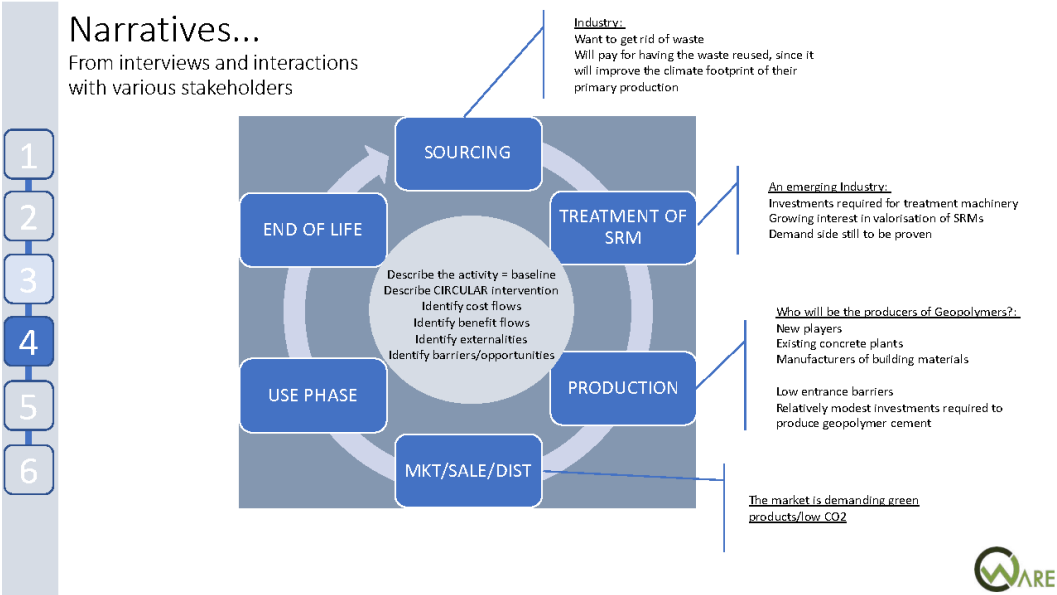 Narratives...
From interviews and interactions
with various stakeholders
1
2
3
4
5
6
Industry:
Want to get rid of waste
Will pay for having the waste reused, since it
will improve the climate footprint of their
primary production
SOURCING
TREATMENT OF
SRM
An emerging Industry:
Investments required for treatment machinery
Growing interest in valorisation of SRMs
Demand side still to be proven
END OF LIFE
Describe the activity = baseline
Describe CIRCULAR intervention
Identify cost flows
Identify benefit flows
Identify externalities
Identify barriers/opportunities
Who will be the producers of Geopolymers?:
New players
Existing concrete plants
Manufacturers of building materials
Low entrance barriers
Relatively modest investments required to
produce geopolymer cement
PRODUCTION
USE PHASE
MKT/SALE/DIST
The market is demanding green
products/low CO2
CWARE